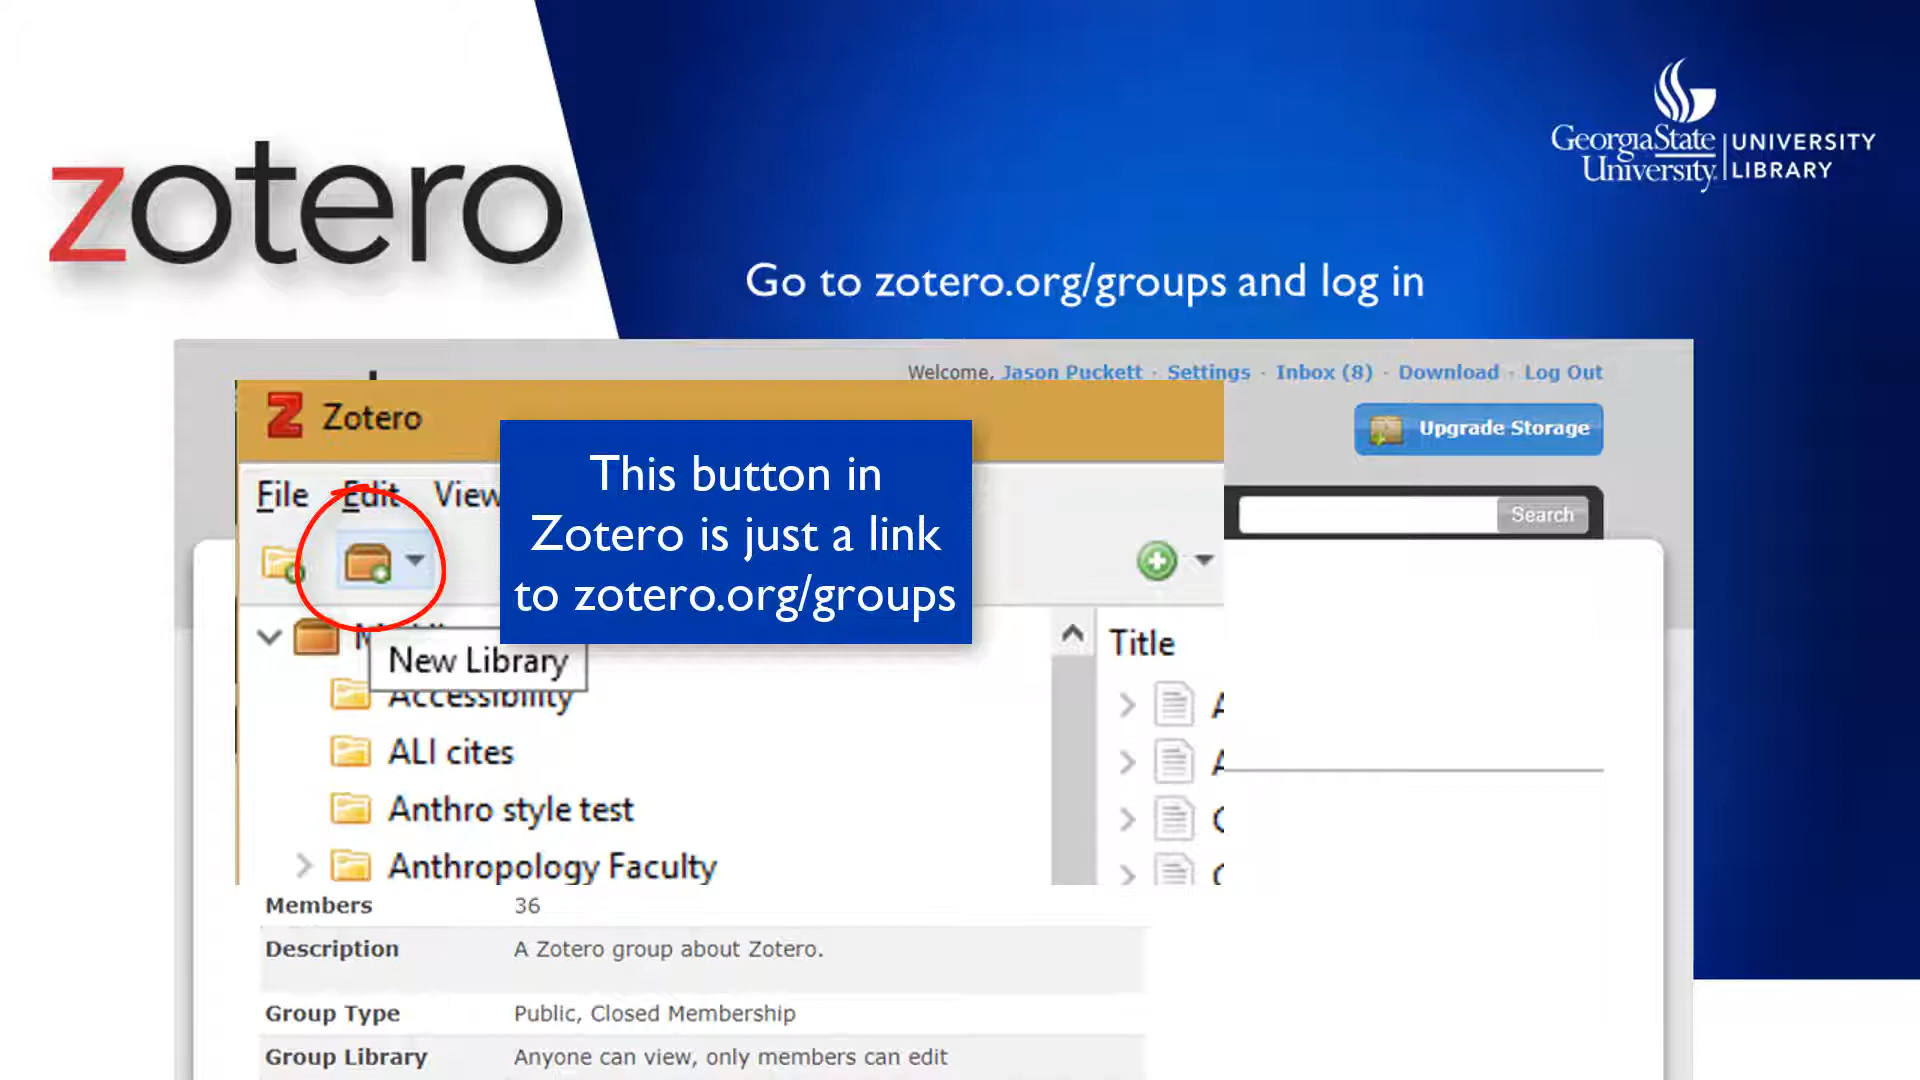 zotero
GeorgiaState
University
UNIVERSITY
LIBRARY
Go to zotero.org/groups and log in
Welcome, Jason Puckett · Settings · Inbox (8) · Download · Log Out
Upgrade Storage
Z Zotero
File Edit View
This button in
Zotero is just a link
to zotero.org/groups
Search
New Library
Title
Accessibility
ALI cites
Anthro style test
Anthropology Faculty
Members 36
Description A Zotero group about Zotero.
Group Type Public, Closed Membership
Group Library Anyone can view, only members can edit